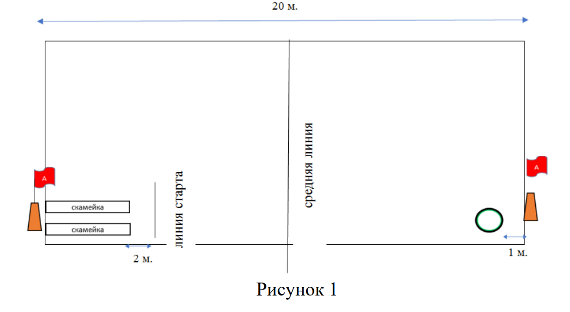 20 м.
А
А
скамейка
скамейка
линия старта
средняя линия
2 м.
1 м.
Рисунок 1